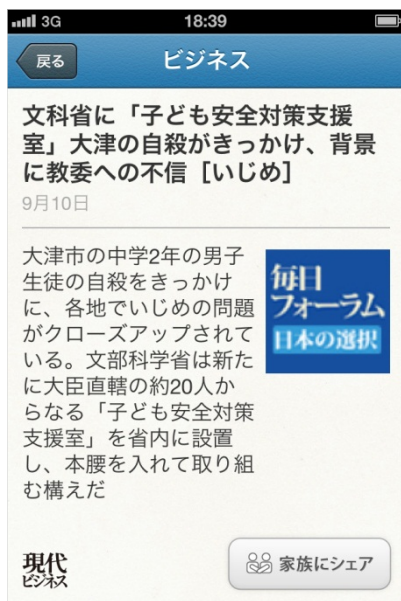 3G 18:39
戻る ビジネス
文科省に「子ども安全対策支援
室」大津の自殺がきっかけ、背景
に教委への不信［いじめ］
9月10日
大津市の中学2年の男子
生徒の自殺をきっかけ
に、各地でいじめの問題
がクローズアップされて
いる。文部科学省は新た
に大臣直轄の約20人か
らなる「子ども安全対策
支援室」を省内に設置
し、本腰を入れて取り組
む構えだ
毎日
フォーラム
日本の選択
現代
ビジネス
家族にシェア